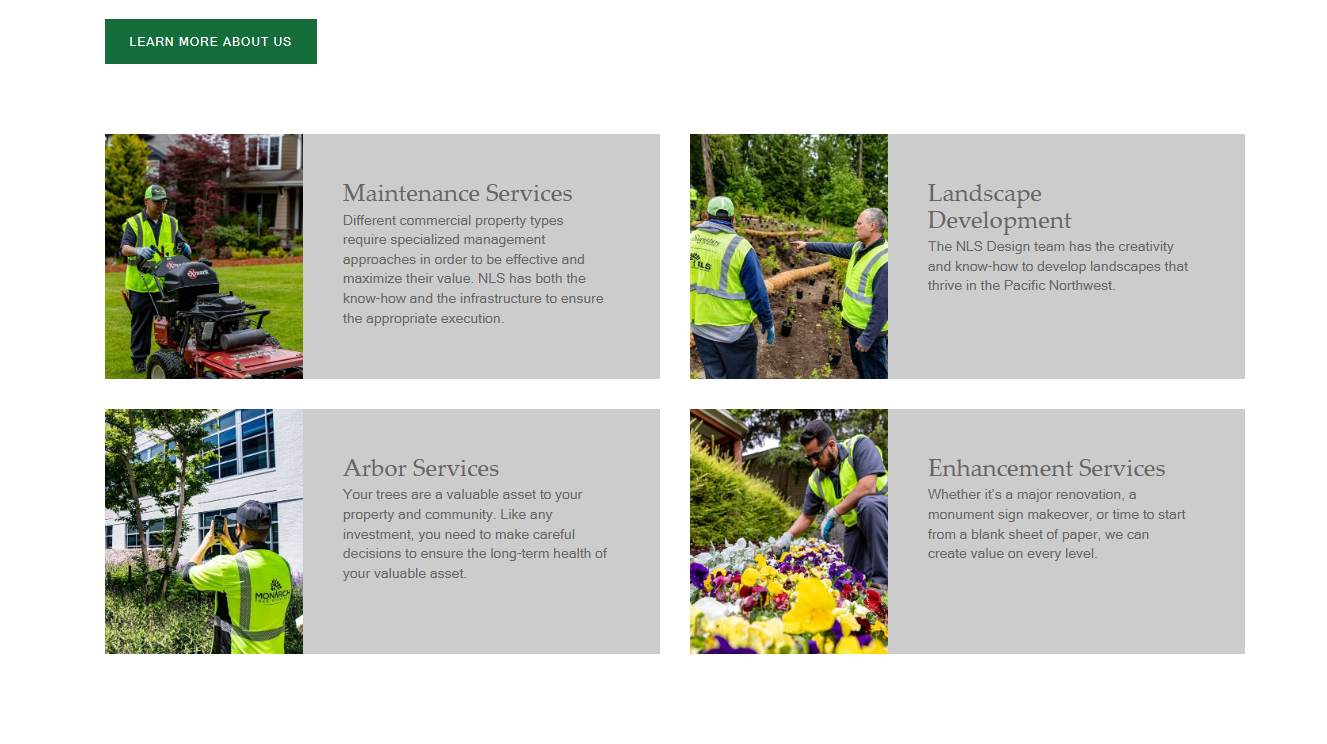 LEARN MORE ABOUT US
Maintenance Services
Different commercial property types
require specialized management
approaches in order to be effective and
maximize their value. NLS has both the
know-how and the infrastructure to ensure
the appropriate execution.
Landscape
Development
The NLS Design team has the creativity
and know-how to develop landscapes that
thrive in the Pacific Northwest.
NLS
Arbor Services
Your trees are a valuable asset to your
property and community. Like any
investment, you need to make careful
decisions to ensure the long-term health of
your valuable asset.
MONARCH
Enhancement Services
Whether it’s a major renovation, a
monument sign makeover, or time to start
from a blank sheet of paper, we can
create value on every level.